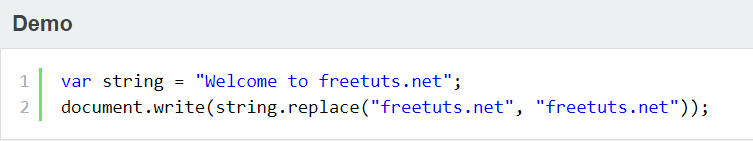 Demo
1 var string = "Welcome to freetuts.net";
2 document.write(string.replace("freetuts.net", "freetuts.net"));